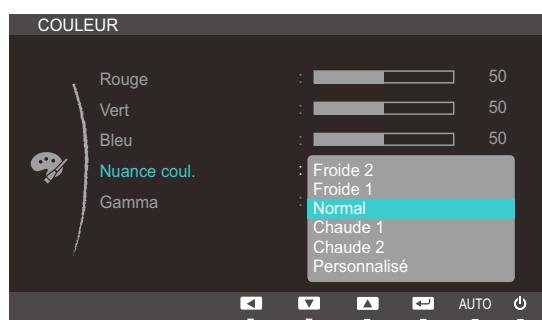 COULEUR
Rouge : 50
Vert : 50
Bleu : 50
Nuance coul. : Froide 2
Froide 1
Gamma : Normal
Chaude 1
Chaude 2
Personnalisé
AUTO